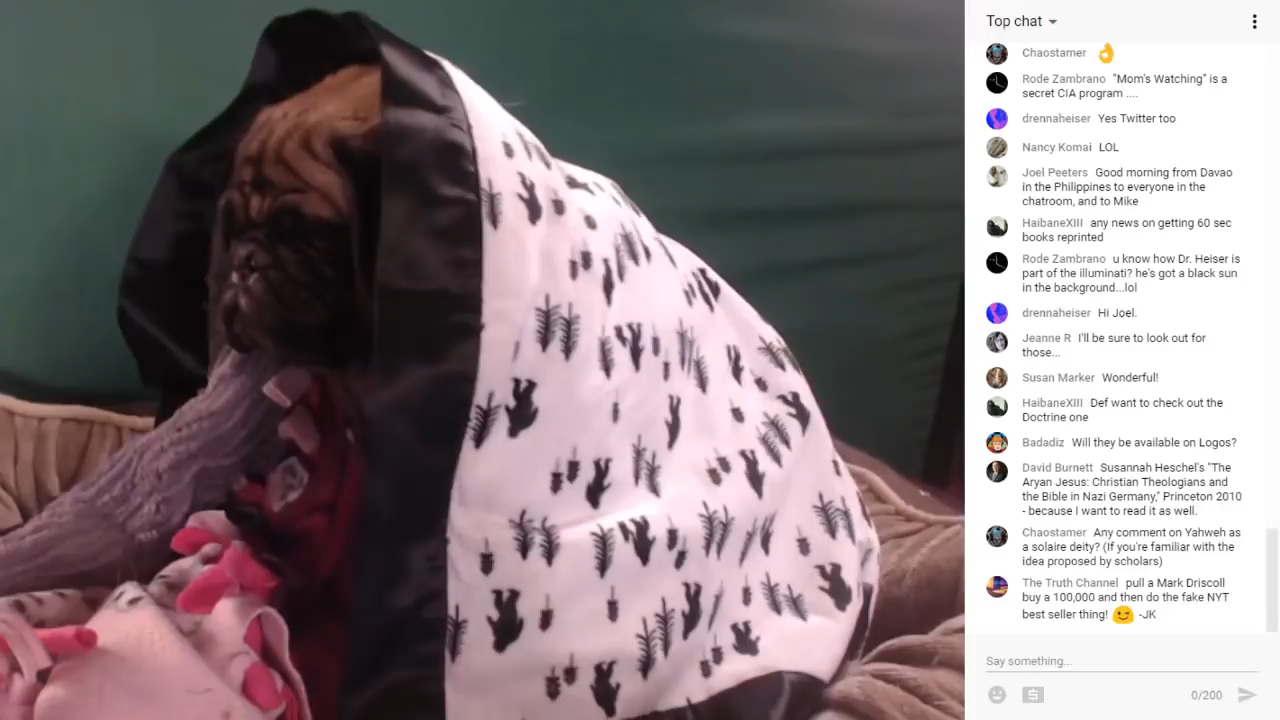 Top chat
Chaostamer 👌
Rode Zambrano "Mom's Watching" is a
secret CIA program ....
drennaheiser Yes Twitter too
Nancy Komai LOL
Joel Peeters Good morning from Davao
in the Philippines to everyone in the
chatroom, and to Mike
HaibaneXIII any news on getting 60 sec
books reprinted
Rode Zambrano u know how Dr. Heiser is
part of the illuminati? he's got a black sun
in the background...lol
drennaheiser Hi Joel.
Jeanne R I'll be sure to look out for
those...
Susan Marker Wonderful!
HaibaneXIII Def want to check out the
Doctrine one
Badadiz Will they be available on Logos?
David Burnett Susannah Heschel's "The
Aryan Jesus: Christian Theologians and
the Bible in Nazi Germany," Princeton 2010
- because I want to read it as well.
Chaostamer Any comment on Yahweh as
a solaire deity? (If you're familiar with the
idea proposed by scholars)
The Truth Channel pull a Mark Driscoll
buy a 100,000 and then do the fake NYT
best seller thing! 😉 -JK
Say something...
0/200